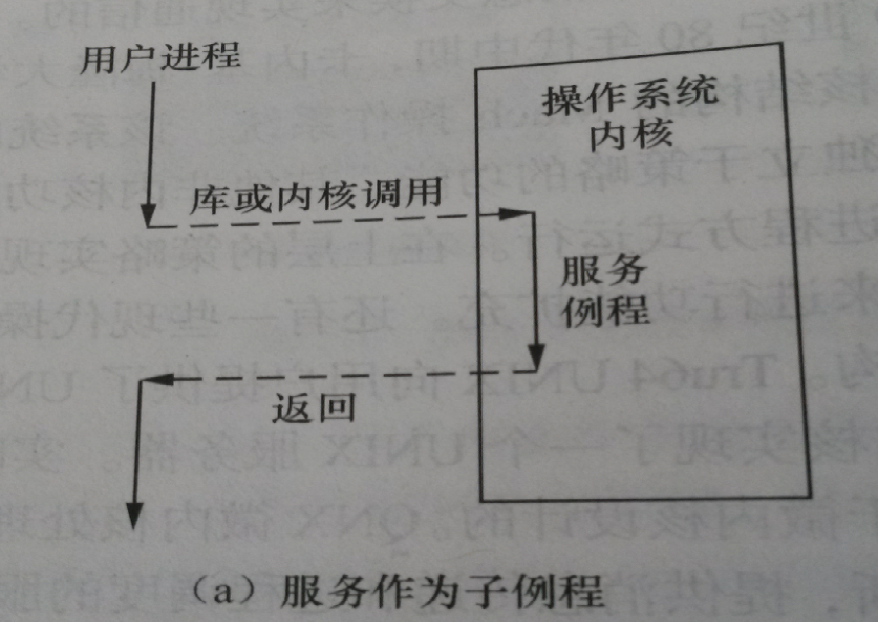 用户进程
操作系统
内核
库或内核调用
服务
例程
返回
（a）服务作为子例程